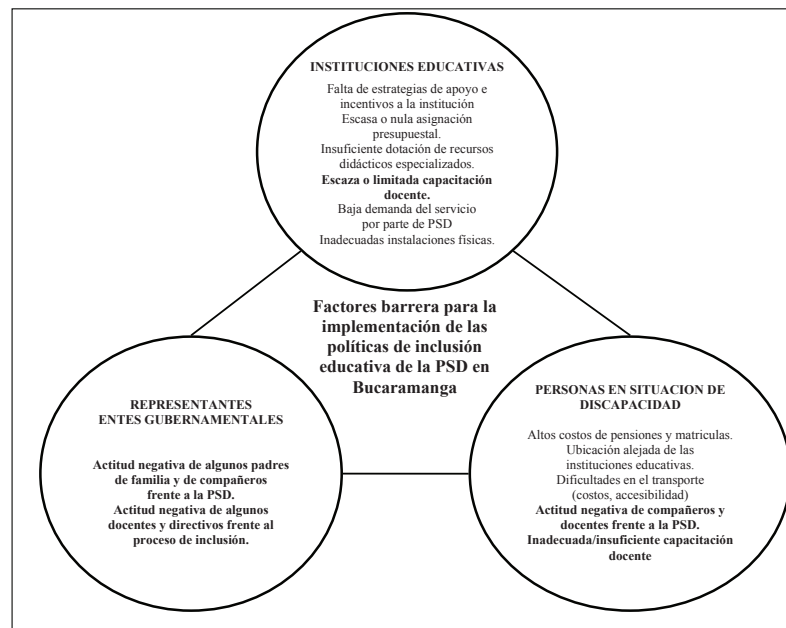 INSTITUCIONES EDUCATIVAS
Falta de estrategias de apoyo e
incentivos a la institución
Escasa o nula asignación
presupuestal.
Insuficiente dotación de recursos
didácticos especializados.
Escaza o limitada capacitación
docente.
Baja demanda del servicio
por parte de PSD
Inadecuadas instalaciones físicas.
Factores barrera para la
implementación de las
políticas de inclusión
educativa de la PSD en
Bucaramanga
REPRESENTANTES
ENTES GUBERNAMENTALES
Actitud negativa de algunos padres
de familia y de compañeros
frente a la PSD.
Actitud negativa de algunos
docentes y directivos frente al
proceso de inclusión.
PERSONAS EN SITUACION DE
DISCAPACIDAD
Altos costos de pensiones y matriculas.
Ubicación alejada de las
instituciones educativas.
Dificultades en el transporte
(costos, accesibilidad)
Actitud negativa de compañeros y
docentes frente a la PSD.
Inadecuada/insuficiente capacitación
docente